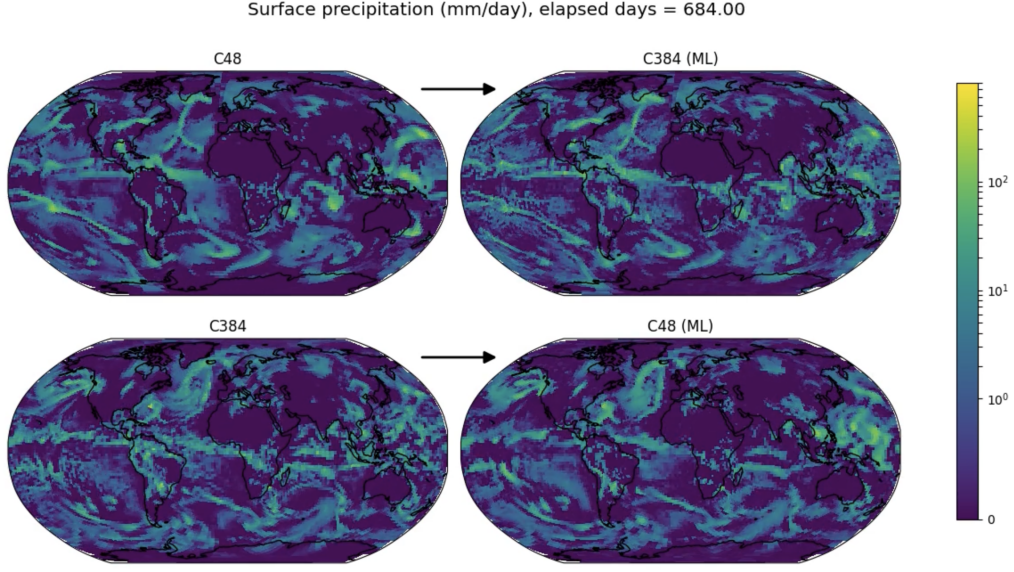 Surface precipitation (mm/day), elapsed days = 684.00
C48
C384 (ML)
C384
C48 (ML)
10²
10¹
10⁰
0